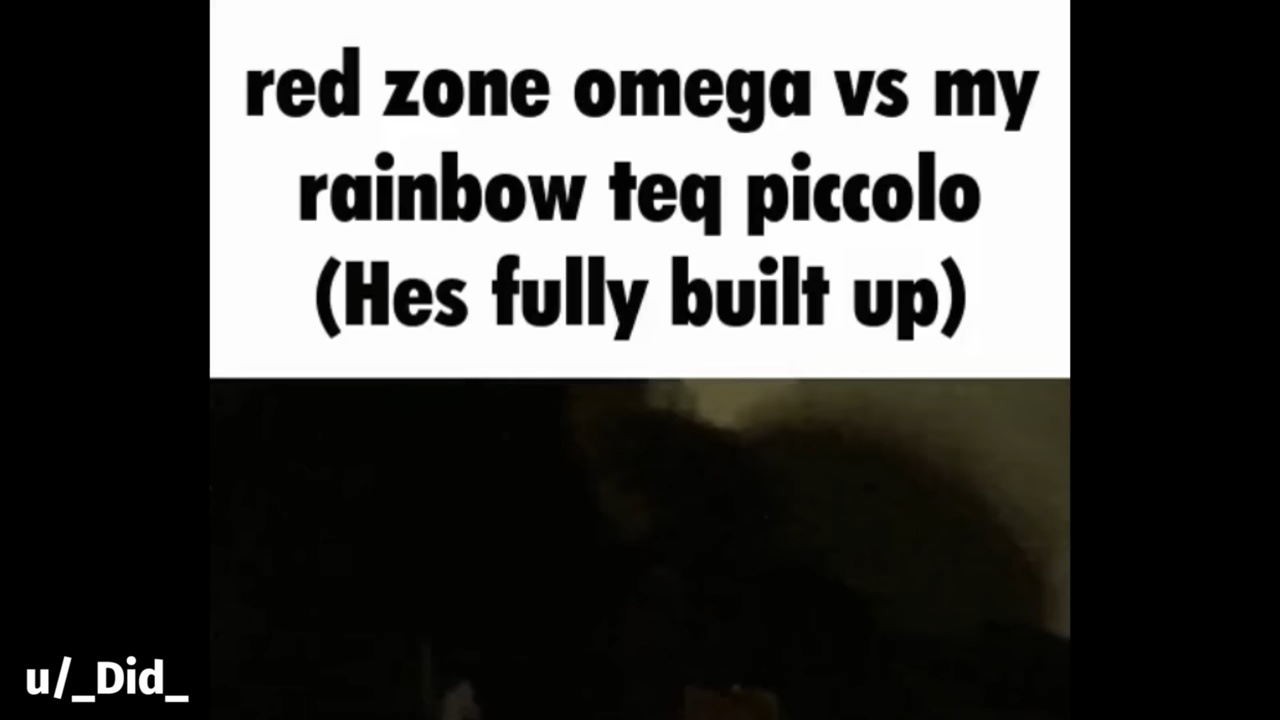 red zone omega vs my
rainbow teq piccolo
(Hes fully built up)
u/_Did_